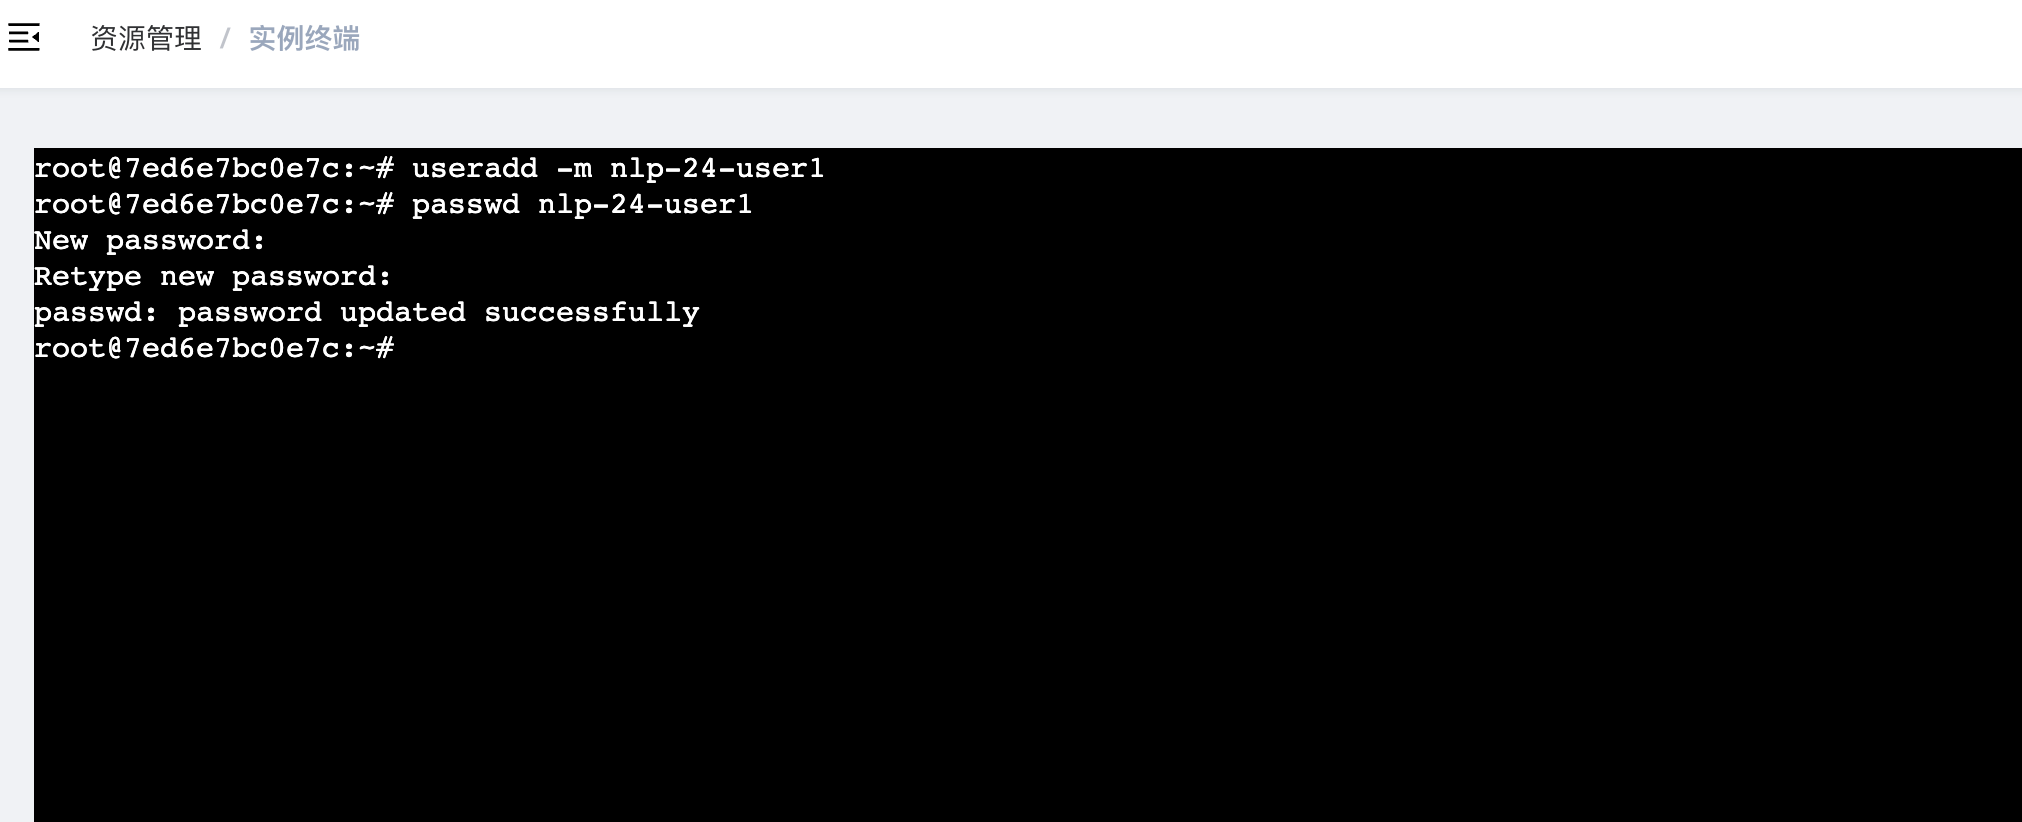 资源管理 / 实例终端
root@7ed6e7bc0e7c:~# useradd -m nlp-24-user1
root@7ed6e7bc0e7c:~# passwd nlp-24-user1
New password:
Retype new password:
passwd: password updated successfully
root@7ed6e7bc0e7c:~#